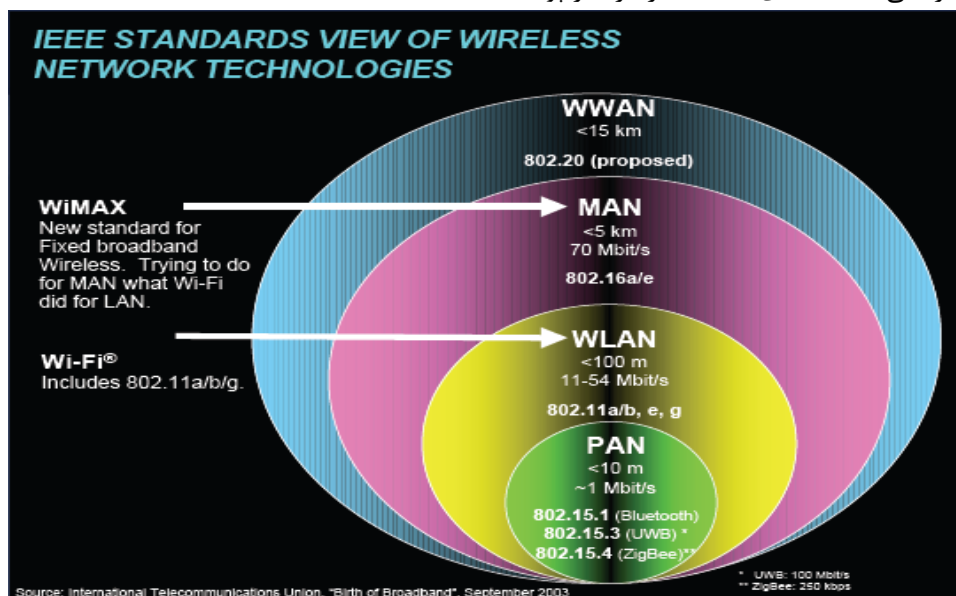 IEEE STANDARDS VIEW OF WIRELESS
NETWORK TECHNOLOGIES
WWAN
<15 km
802.20 (proposed)
WiMAX
New standard for
Fixed broadband
Wireless. Trying to do
for MAN what Wi-Fi
did for LAN.
MAN
<5 km
70 Mbit/s
802.16a/e
Wi-Fi®
Includes 802.11a/b/g.
WLAN
<100 m
11-54 Mbit/s
802.11a/b, e, g
PAN
<10 m
~1 Mbit/s
802.15.1 (Bluetooth)
802.15.3 (UWB) *
802.15.4 (ZigBee)**
* UWB: 100 Mbit/s
** ZigBee: 250 kbps
Source: International Telecommunications Union, "Birth of Broadband", September 2003